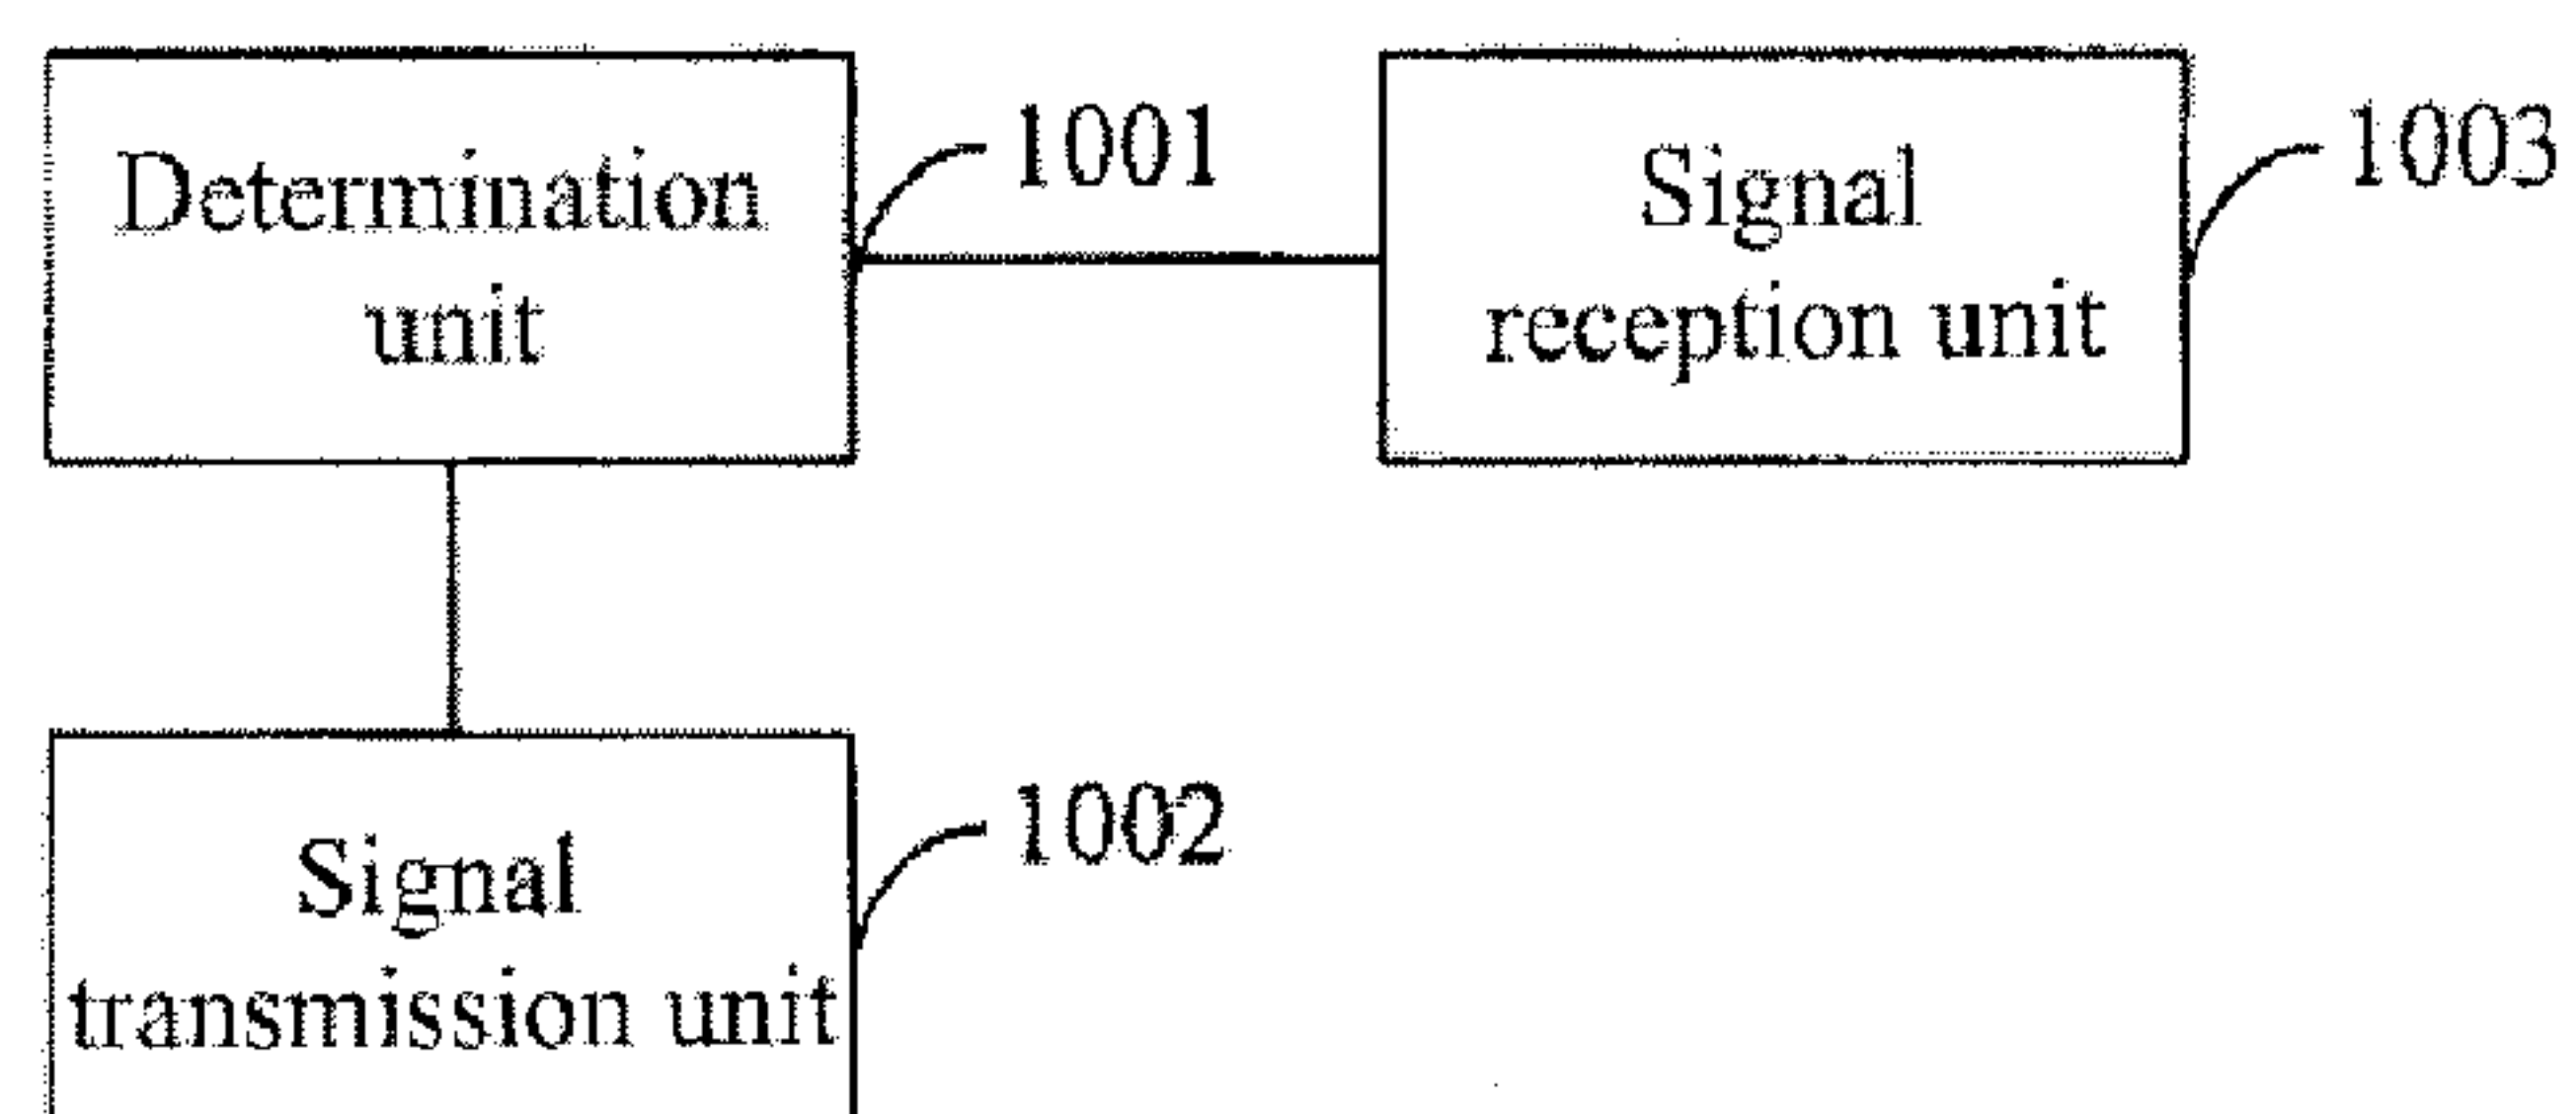 Determination
unit
1001
Signal
reception unit
1003
Signal
transmission unit
1002